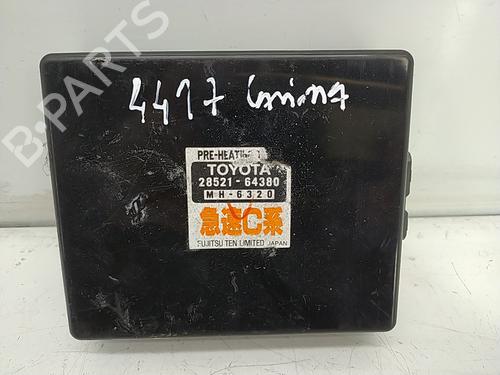 4417 Carina
PRE-HEATING
TOYOTA
28521-64380
MH-6320
急速C系
FUJITSU TEN LIMITED JAPAN
B-PARTS